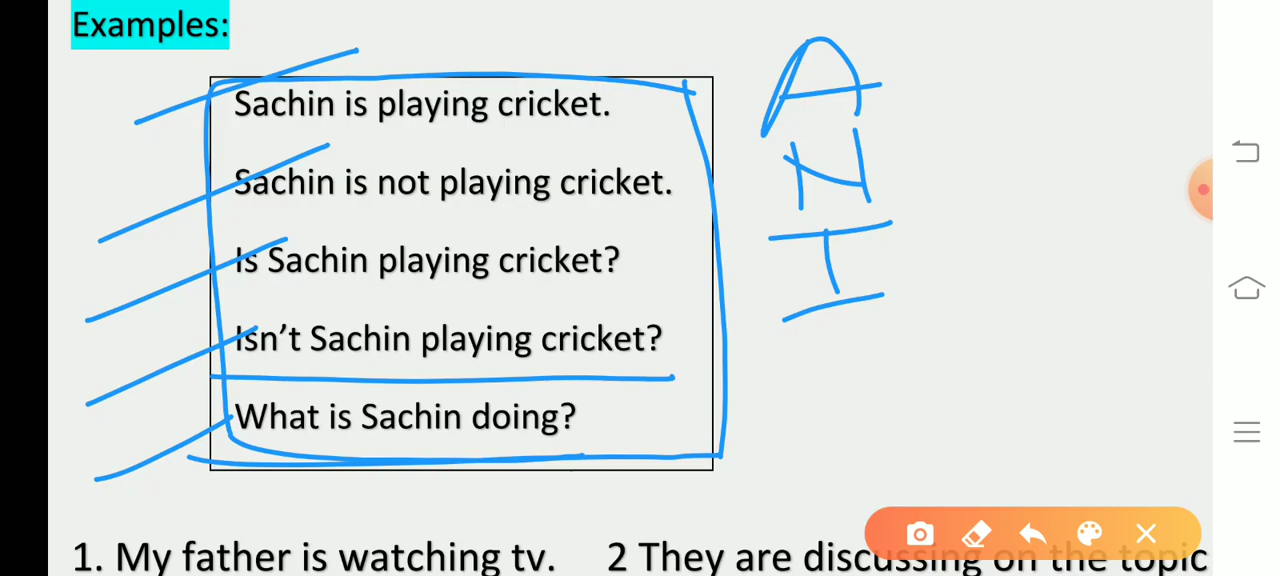 Examples:
Sachin is playing cricket.
Sachin is not playing cricket.
Is Sachin playing cricket?
Isn't Sachin playing cricket?
What is Sachin doing?
A
N
I
1. My father is watching tv. 2 They are discussing on the topic